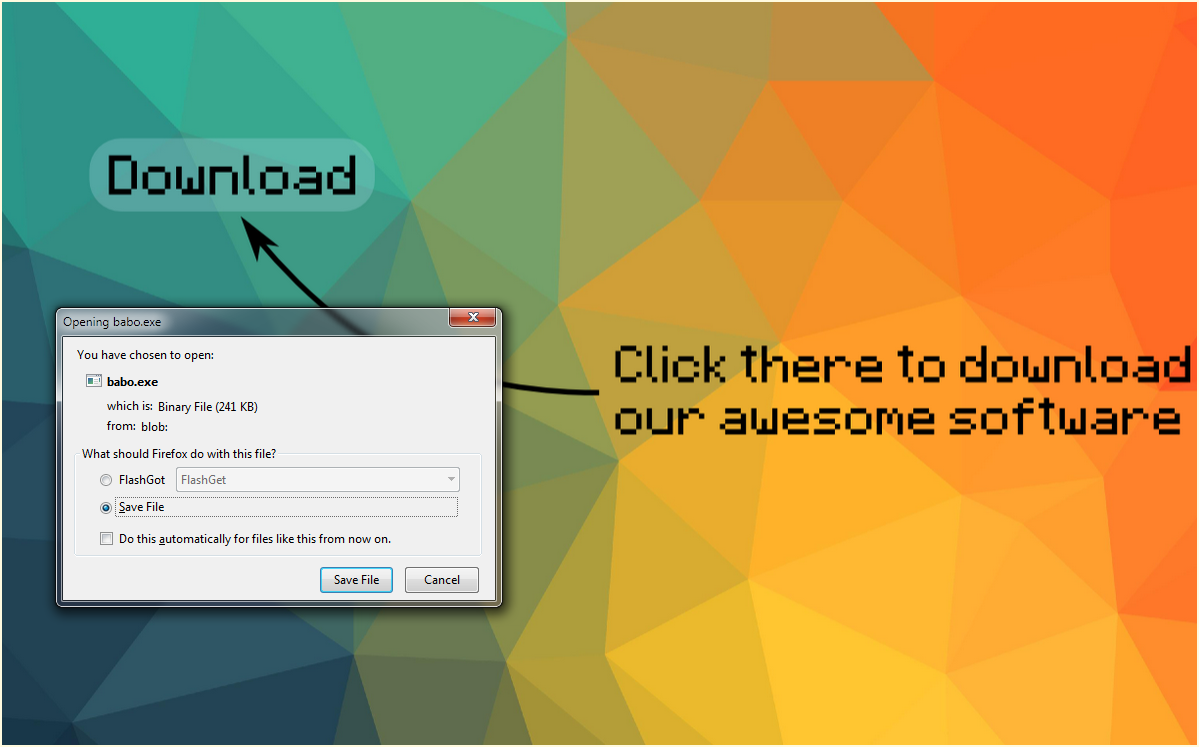 Download
Opening babo.exe
You have chosen to open:
babo.exe
which is: Binary File (241 KB)
from: blob:
What should Firefox do with this file?
FlashGot FlashGet
Save File
Do this automatically for files like this from now on.
Save File Cancel
Click there to download
our awesome software